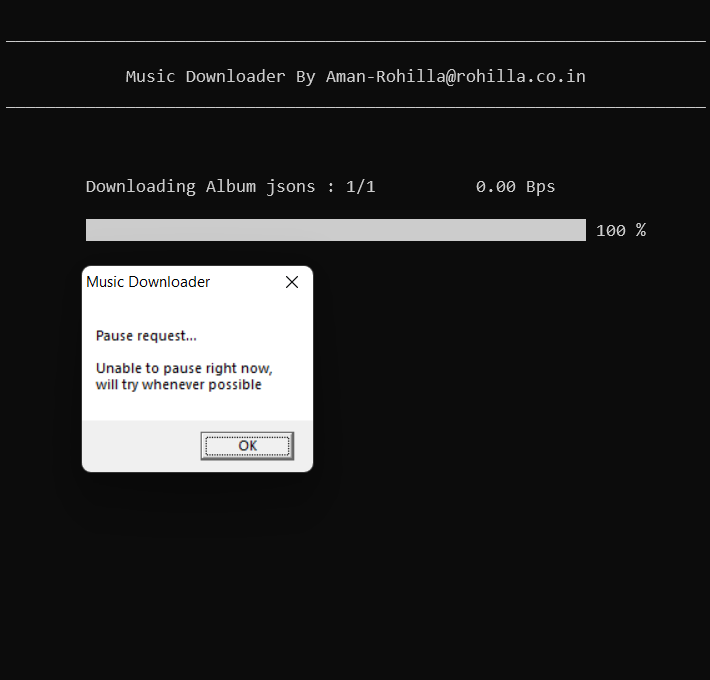 Music Downloader By Aman-Rohilla@rohilla.co.in
Downloading Album jsons : 1/1 0.00 Bps
100 %
Music Downloader
Pause request...
Unable to pause right now,
will try whenever possible
OK